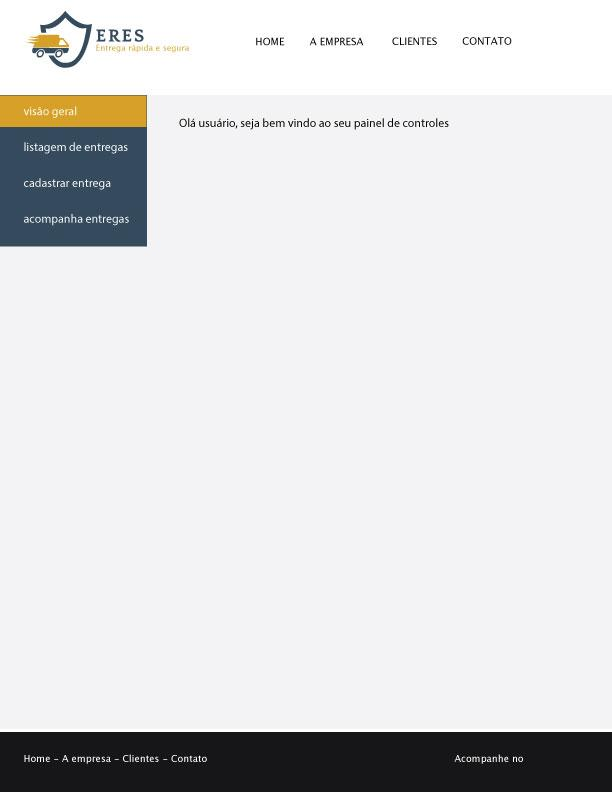 ERES
Entrega rápida e segura
HOME A EMPRESA CLIENTES CONTATO
visão geral
listagem de entregas
cadastrar entrega
acompanha entregas
Olá usuário, seja bem vindo ao seu painel de controles
Home – A empresa – Clientes – Contato
Acompanhe no